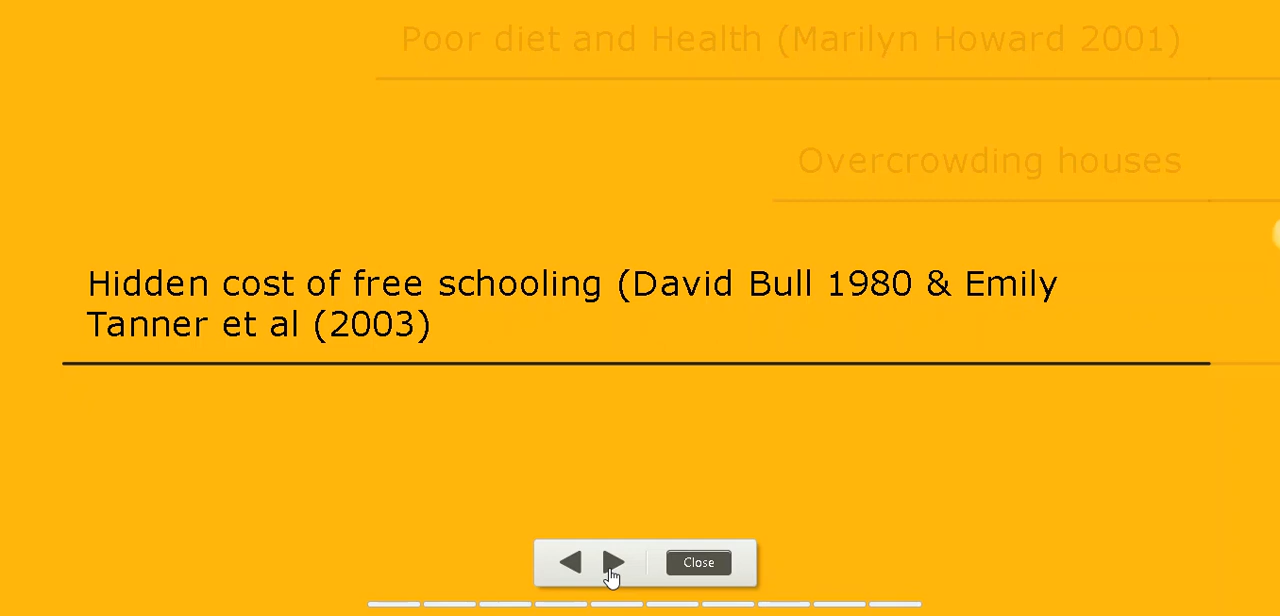 Poor diet and Health (Marilyn Howard 2001)
Overcrowding houses
Hidden cost of free schooling (David Bull 1980 & Emily
Tanner et al (2003)
Close